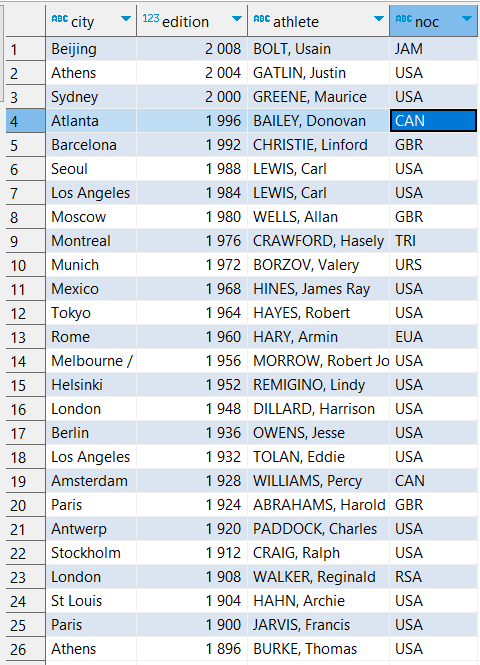 ABC city 123 edition ABC athlete ABC noc
1 Beijing 2 008 BOLT, Usain JAM
2 Athens 2 004 GATLIN, Justin USA
3 Sydney 2 000 GREENE, Maurice USA
4 Atlanta 1 996 BAILEY, Donovan CAN
5 Barcelona 1 992 CHRISTIE, Linford GBR
6 Seoul 1 988 LEWIS, Carl USA
7 Los Angeles 1 984 LEWIS, Carl USA
8 Moscow 1 980 WELLS, Allan GBR
9 Montreal 1 976 CRAWFORD, Hasely TRI
10 Munich 1 972 BORZOV, Valery URS
11 Mexico 1 968 HINES, James Ray USA
12 Tokyo 1 964 HAYES, Robert USA
13 Rome 1 960 HARY, Armin EUA
14 Melbourne / 1 956 MORROW, Robert Jo USA
15 Helsinki 1 952 REMIGINO, Lindy USA
16 London 1 948 DILLARD, Harrison USA
17 Berlin 1 936 OWENS, Jesse USA
18 Los Angeles 1 932 TOLAN, Eddie USA
19 Amsterdam 1 928 WILLIAMS, Percy CAN
20 Paris 1 924 ABRAHAMS, Harold GBR
21 Antwerp 1 920 PADDOCK, Charles USA
22 Stockholm 1 912 CRAIG, Ralph USA
23 London 1 908 WALKER, Reginald RSA
24 St Louis 1 904 HAHN, Archie USA
25 Paris 1 900 JARVIS, Francis USA
26 Athens 1 896 BURKE, Thomas USA